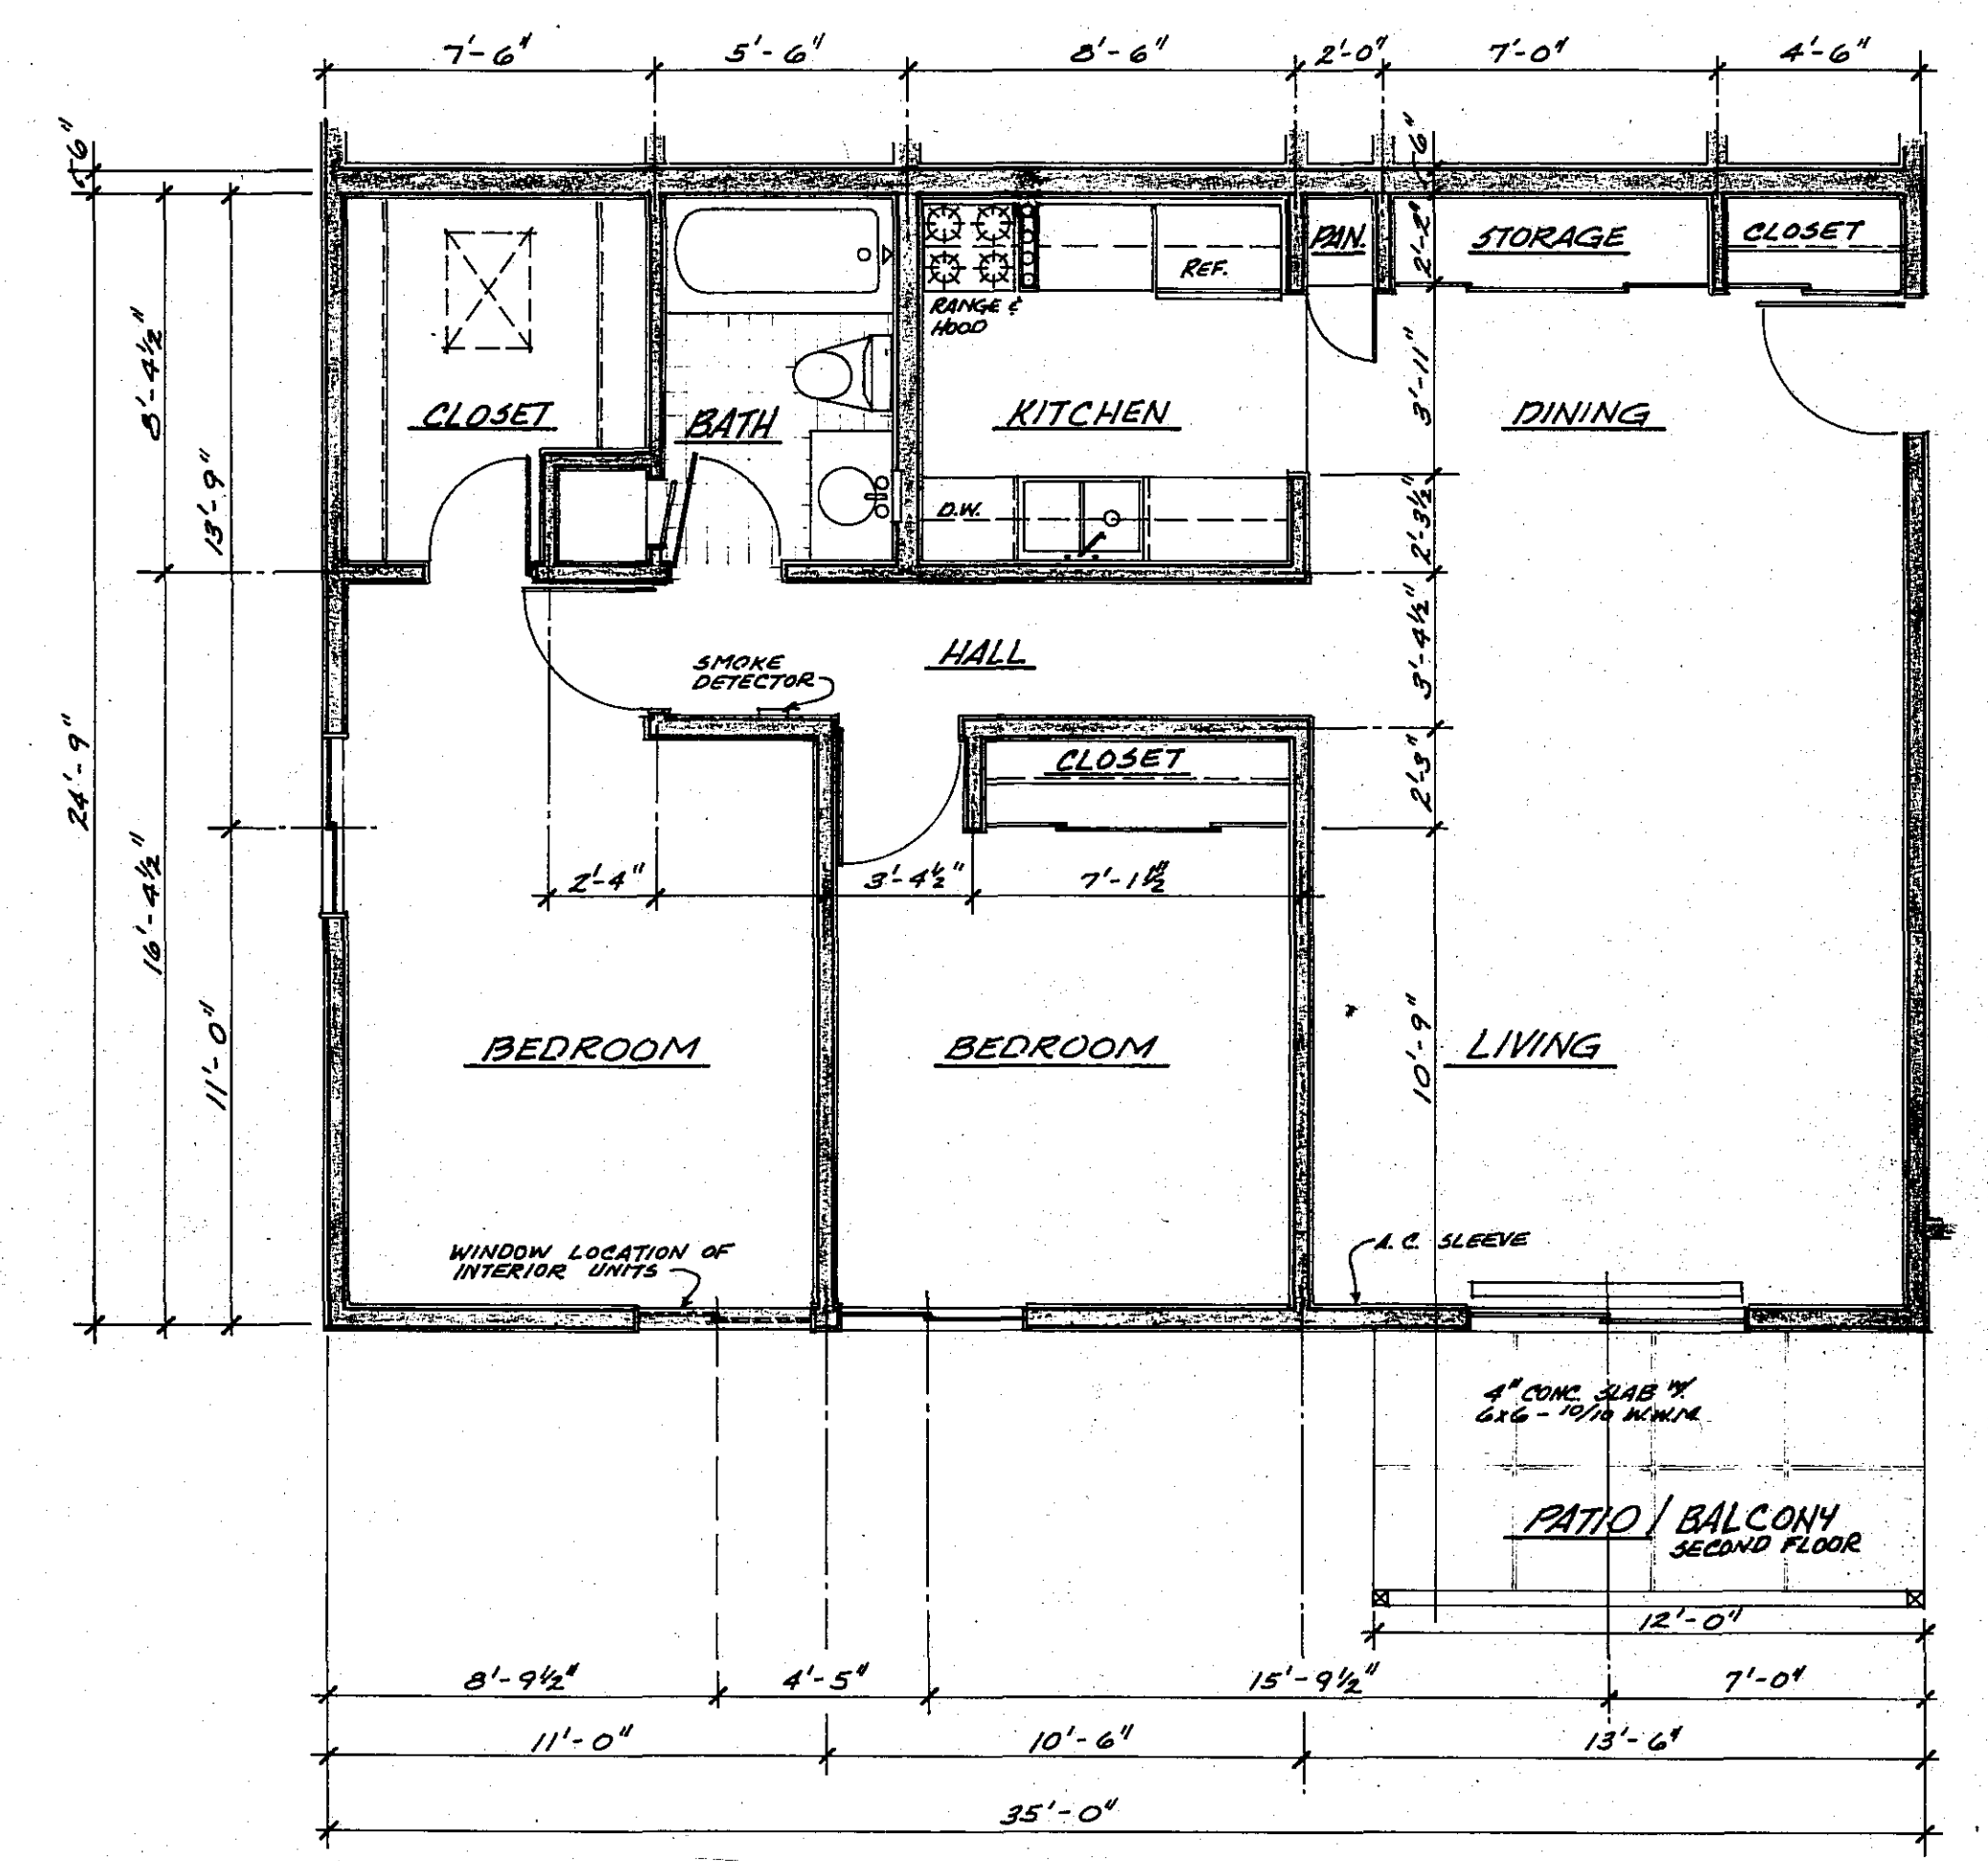 7'-6" 5'-6" 8'-6" 2'-0" 7'-0" 4'-6"
CLOSET
BATH
RANGE &
HOOD
REF.
KITCHEN
D.W.
PAN.
STORAGE
CLOSET
DINING
2'-2"
3'-11"
2'-3½"
3'-4½"
2'-3"
10'-9"
8'-4½"
13'-9"
24'-9"
16'-4½"
11'-0"
HALL
SMOKE
DETECTOR
CLOSET
2'-4" 3'-4½" 7'-1½"
BEDROOM
BEDROOM
LIVING
WINDOW LOCATION OF
INTERIOR UNITS
A.C. SLEEVE
4" CONC. SLAB W/
6x6 - 10/10 W.W.M.
PATIO / BALCONY
SECOND FLOOR
12'-0"
8'-9½" 4'-5" 15'-9½" 7'-0"
11'-0" 10'-6" 13'-6"
35'-0"